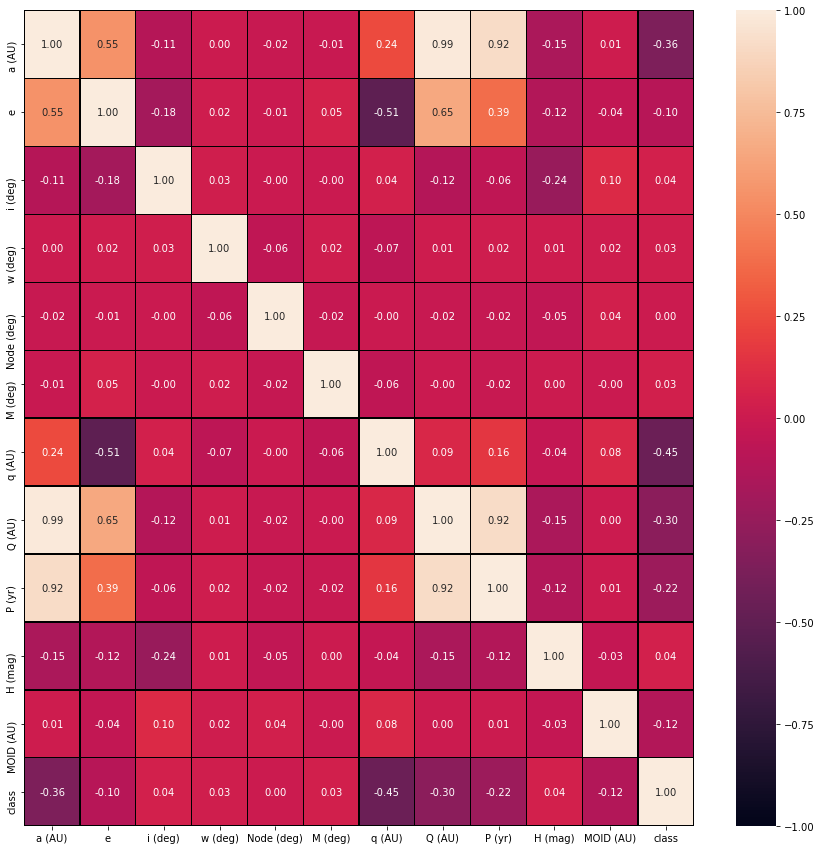 a (AU) 1.00 0.55 -0.11 0.00 -0.02 -0.01 0.24 0.99 0.92 -0.15 0.01 -0.36
e 0.55 1.00 -0.18 0.02 -0.01 0.05 -0.51 0.65 0.39 -0.12 -0.04 -0.10
i (deg) -0.11 -0.18 1.00 0.03 -0.00 -0.00 0.04 -0.12 -0.06 -0.24 0.10 0.04
w (deg) 0.00 0.02 0.03 1.00 -0.06 0.02 -0.07 0.01 0.02 0.01 0.02 0.03
Node (deg) -0.02 -0.01 -0.00 -0.06 1.00 -0.02 -0.00 -0.02 -0.02 -0.05 0.04 0.00
M (deg) -0.01 0.05 -0.00 0.02 -0.02 1.00 -0.06 -0.00 -0.02 0.00 -0.00 0.03
q (AU) 0.24 -0.51 0.04 -0.07 -0.00 -0.06 1.00 0.09 0.16 -0.04 0.08 -0.45
Q (AU) 0.99 0.65 -0.12 0.01 -0.02 -0.00 0.09 1.00 0.92 -0.15 0.00 -0.30
P (yr) 0.92 0.39 -0.06 0.02 -0.02 -0.02 0.16 0.92 1.00 -0.12 0.01 -0.22
H (mag) -0.15 -0.12 -0.24 0.01 -0.05 0.00 -0.04 -0.15 -0.12 1.00 -0.03 0.04
MOID (AU) 0.01 -0.04 0.10 0.02 0.04 -0.00 0.08 0.00 0.01 -0.03 1.00 -0.12
class -0.36 -0.10 0.04 0.03 0.00 0.03 -0.45 -0.30 -0.22 0.04 -0.12 1.00
a (AU) e i (deg) w (deg) Node (deg) M (deg) q (AU) Q (AU) P (yr) H (mag) MOID (AU) class
1.00
0.75
0.50
0.25
0.00
−0.25
−0.50
−0.75
−1.00